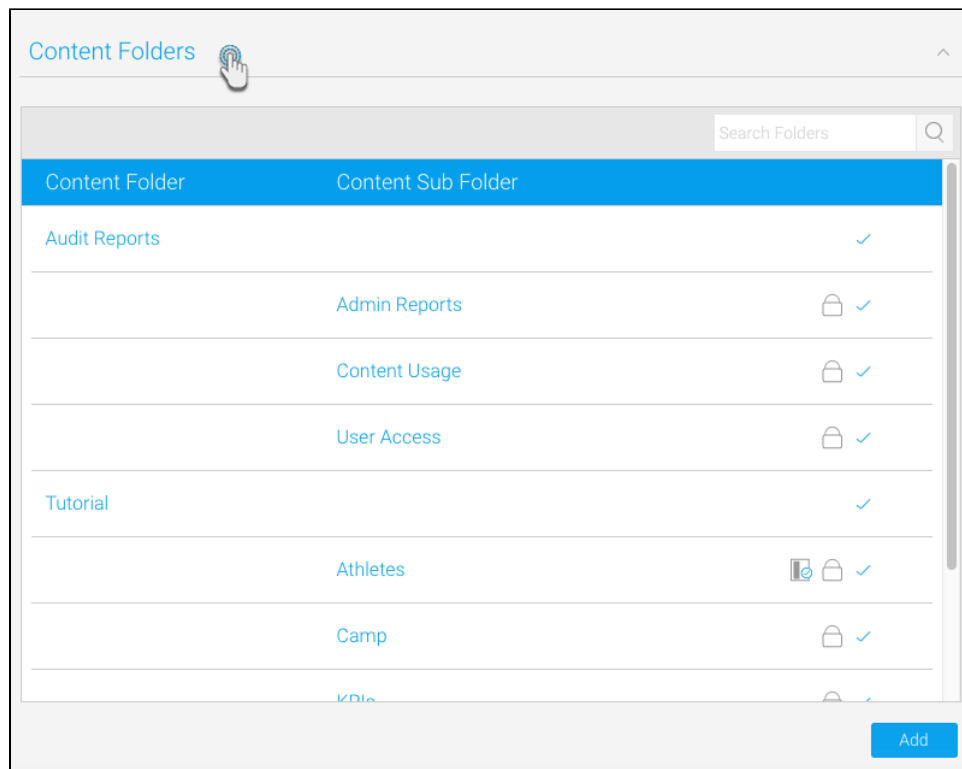 Content Folders
Search Folders
Content Folder Content Sub Folder
Audit Reports
Admin Reports
Content Usage
User Access
Tutorial
Athletes
Camp
KPIs
Add